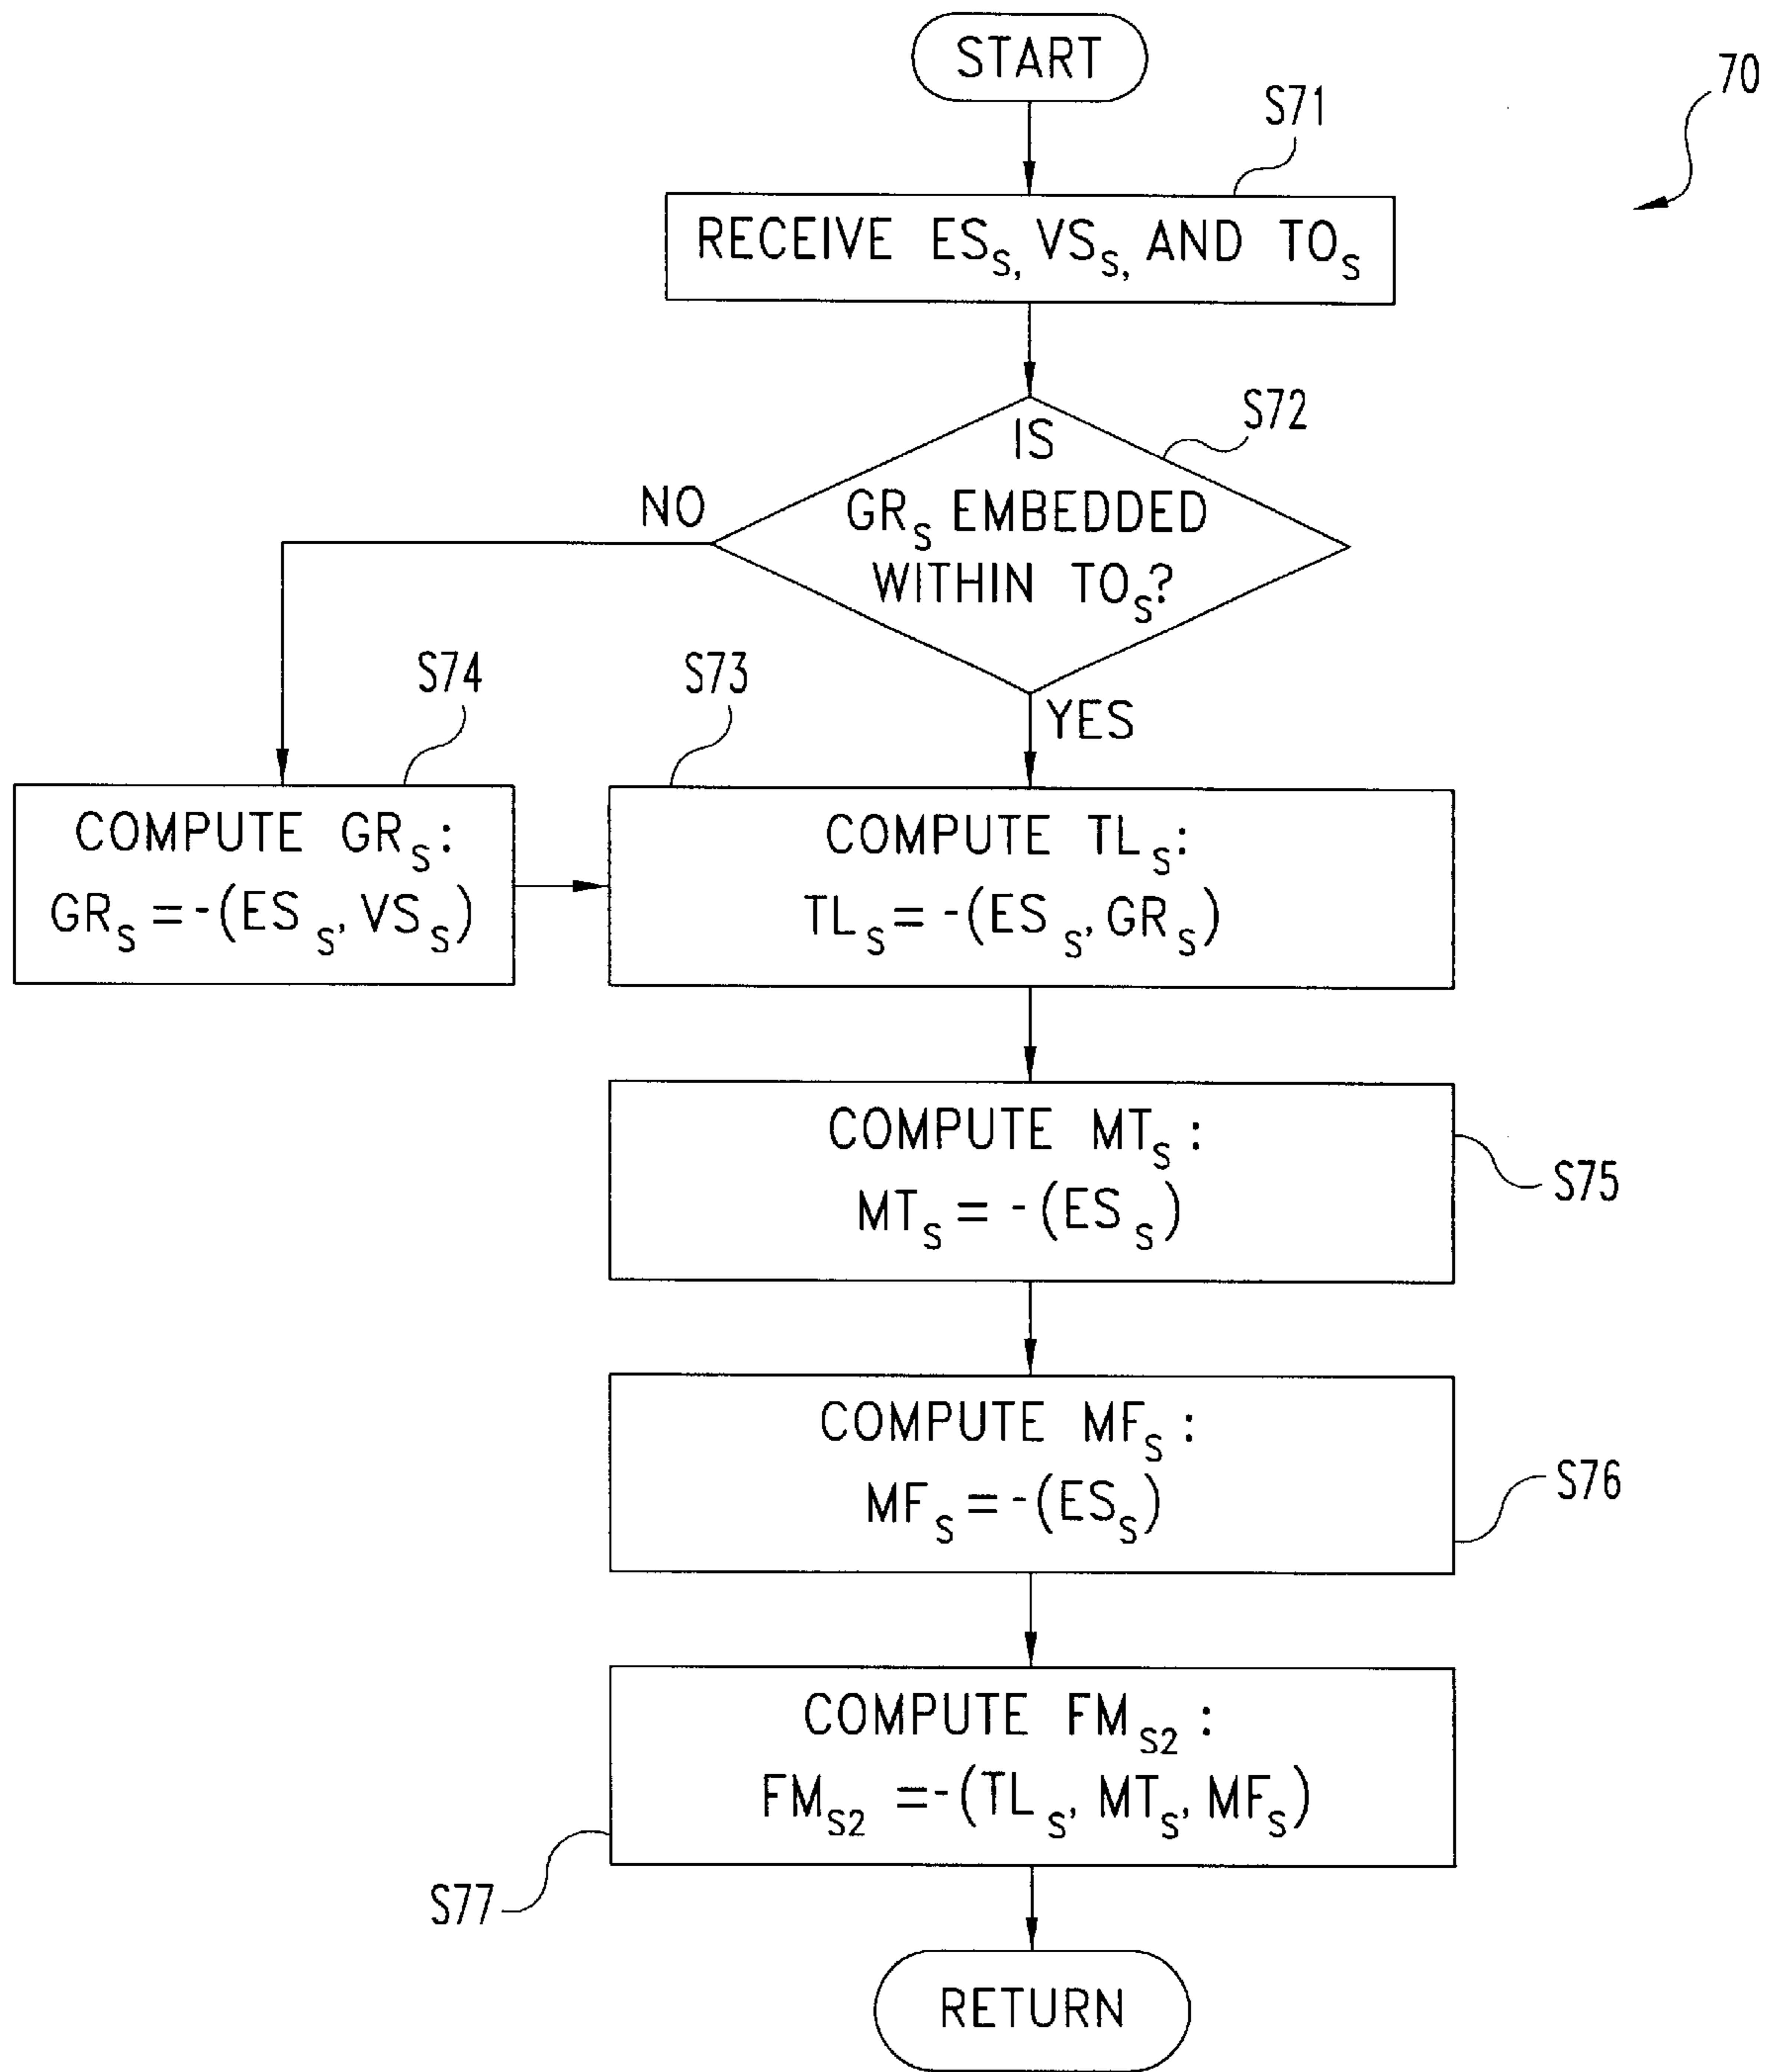 START
70
S71
RECEIVE ES_S, VS_S, AND TO_S
S72
IS
GR_S EMBEDDED
WITHIN TO_S?
NO
YES
S74
S73
COMPUTE GR_S:
GR_S = -(ES_S, VS_S)
COMPUTE TL_S:
TL_S = -(ES_S, GR_S)
COMPUTE MT_S:
MT_S = -(ES_S)
S75
COMPUTE MF_S:
MF_S = -(ES_S)
S76
COMPUTE FM_S2:
FM_S2 = -(TL_S, MT_S, MF_S)
S77
RETURN